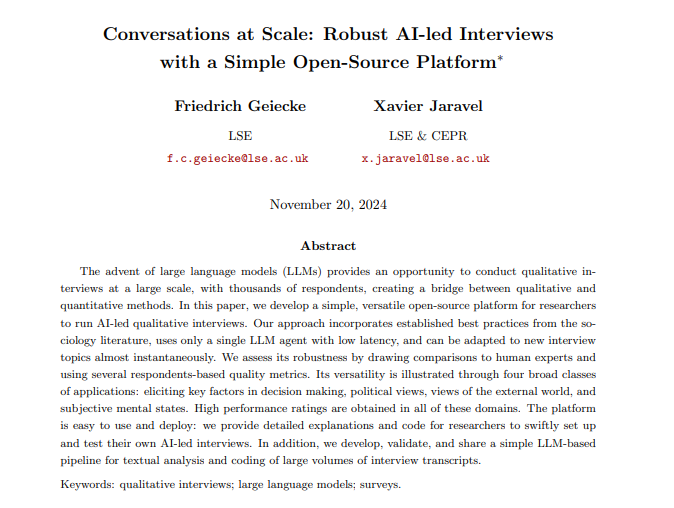 Conversations at Scale: Robust AI-led Interviews
with a Simple Open-Source Platform*
Friedrich Geiecke Xavier Jaravel
LSE LSE & CEPR
f.c.geiecke@lse.ac.uk x.jaravel@lse.ac.uk
November 20, 2024
Abstract
The advent of large language models (LLMs) provides an opportunity to conduct qualitative in-
terviews at a large scale, with thousands of respondents, creating a bridge between qualitative and
quantitative methods. In this paper, we develop a simple, versatile open-source platform for researchers
to run AI-led qualitative interviews. Our approach incorporates established best practices from the so-
ciology literature, uses only a single LLM agent with low latency, and can be adapted to new interview
topics almost instantaneously. We assess its robustness by drawing comparisons to human experts and
using several respondents-based quality metrics. Its versatility is illustrated through four broad classes
of applications: eliciting key factors in decision making, political views, views of the external world, and
subjective mental states. High performance ratings are obtained in all of these domains. The platform
is easy to use and deploy: we provide detailed explanations and code for researchers to swiftly set up
and test their own AI-led interviews. In addition, we develop, validate, and share a simple LLM-based
pipeline for textual analysis and coding of large volumes of interview transcripts.
Keywords: qualitative interviews; large language models; surveys.